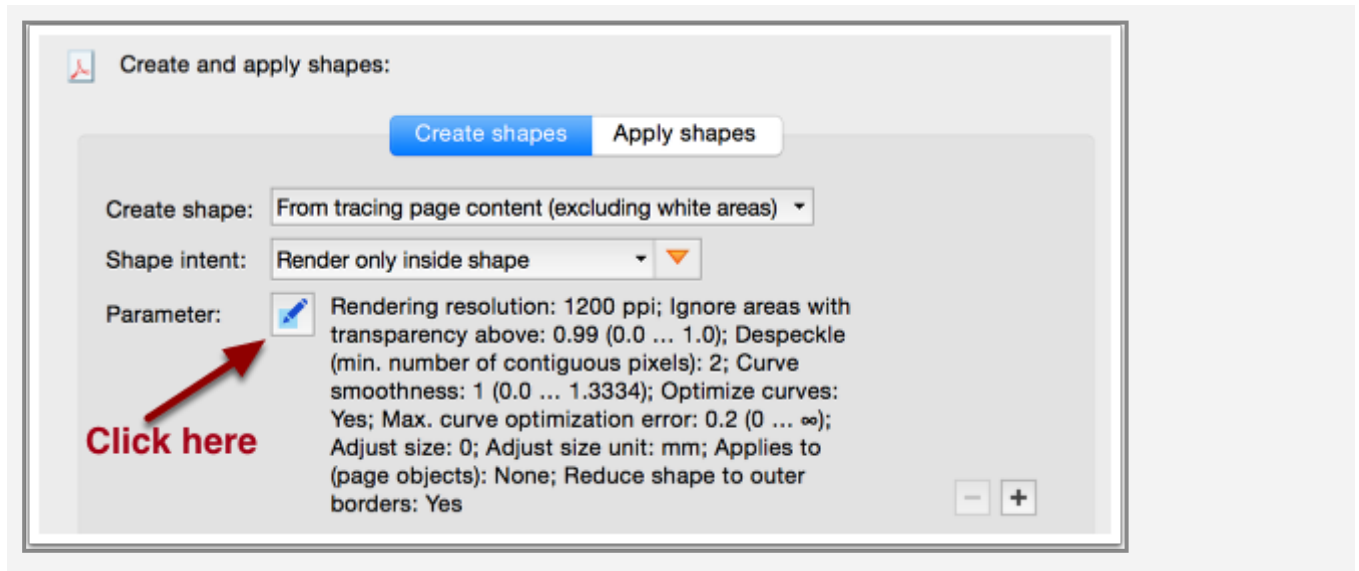 Create and apply shapes:
Create shapes
Apply shapes
Create shape: From tracing page content (excluding white areas)
Shape intent: Render only inside shape
Parameter: Rendering resolution: 1200 ppi; Ignore areas with
transparency above: 0.99 (0.0 ... 1.0); Despeckle
(min. number of contiguous pixels): 2; Curve
smoothness: 1 (0.0 ... 1.3334); Optimize curves:
Yes; Max. curve optimization error: 0.2 (0 ... ∞);
Adjust size: 0; Adjust size unit: mm; Applies to
(page objects): None; Reduce shape to outer
borders: Yes
Click here